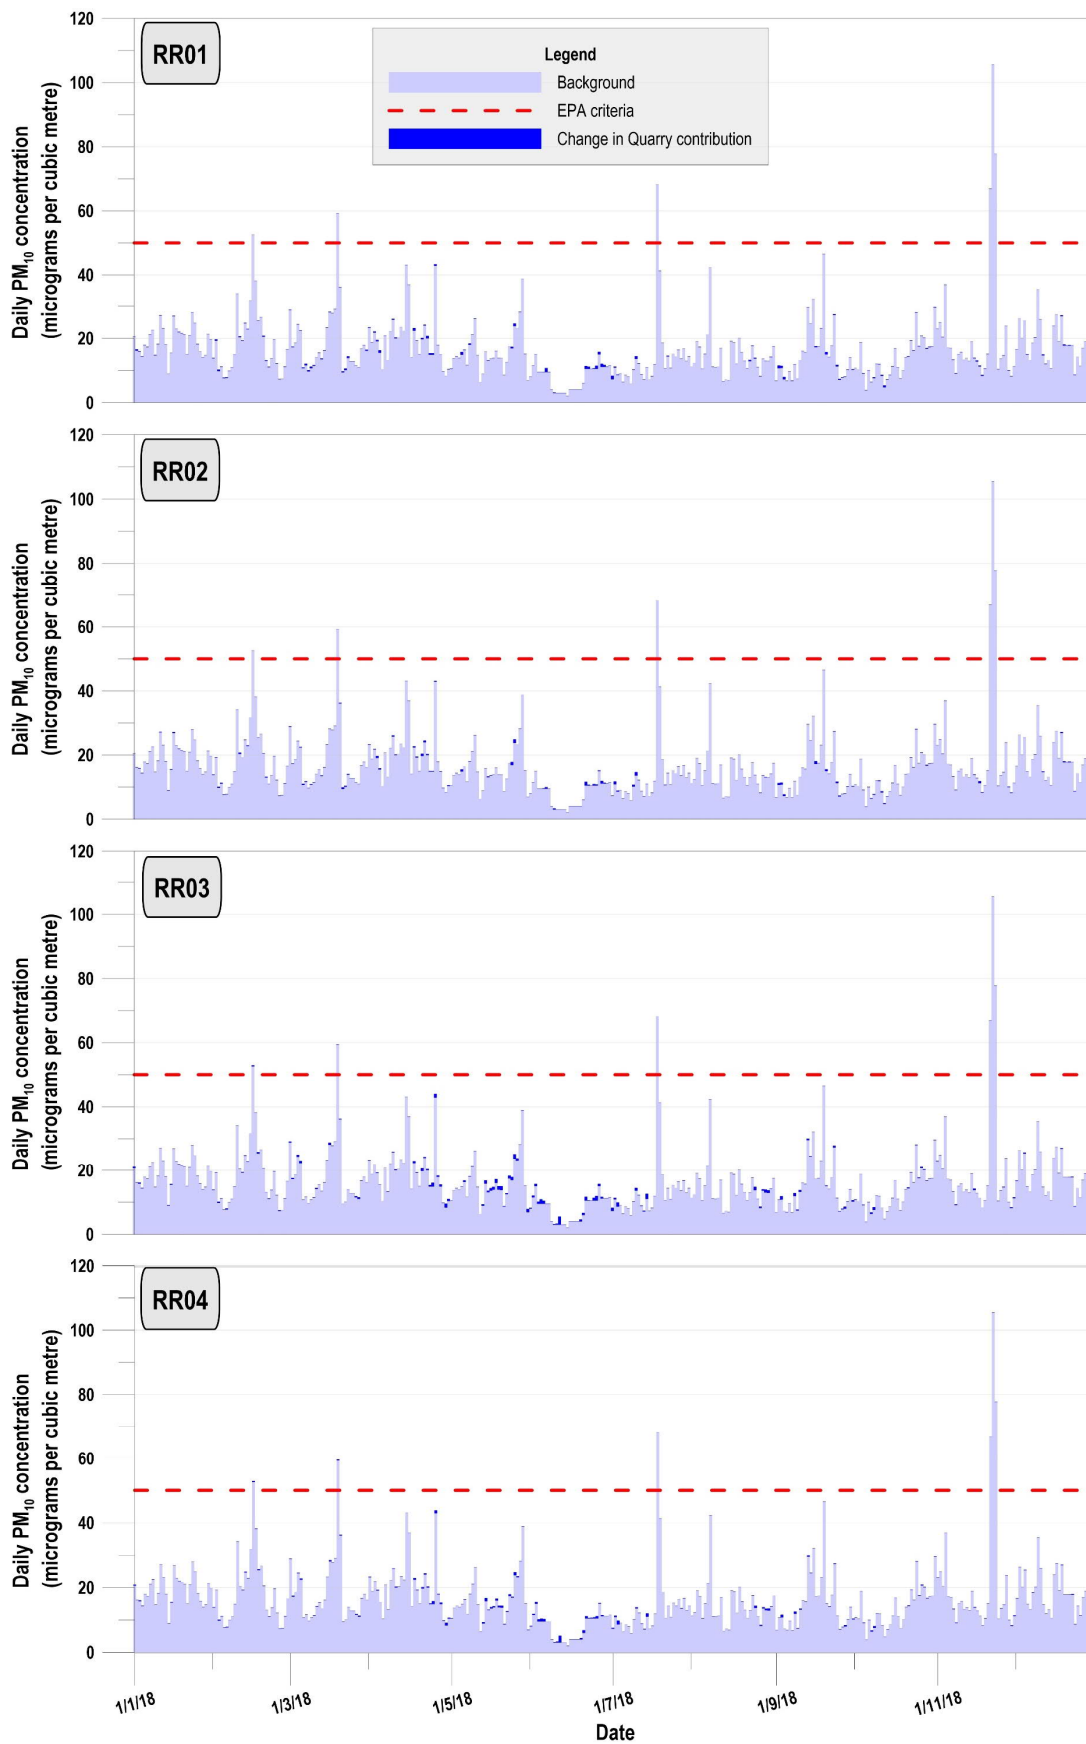 RR01
Legend
Background
EPA criteria
Change in Quarry contribution
Daily PM10 concentration
(micrograms per cubic metre)
120
100
80
60
40
20
0
RR02
Daily PM10 concentration
(micrograms per cubic metre)
120
100
80
60
40
20
0
RR03
Daily PM10 concentration
(micrograms per cubic metre)
120
100
80
60
40
20
0
RR04
Daily PM10 concentration
(micrograms per cubic metre)
120
100
80
60
40
20
0
1/1/18
1/3/18
1/5/18
1/7/18
1/9/18
1/11/18
Date